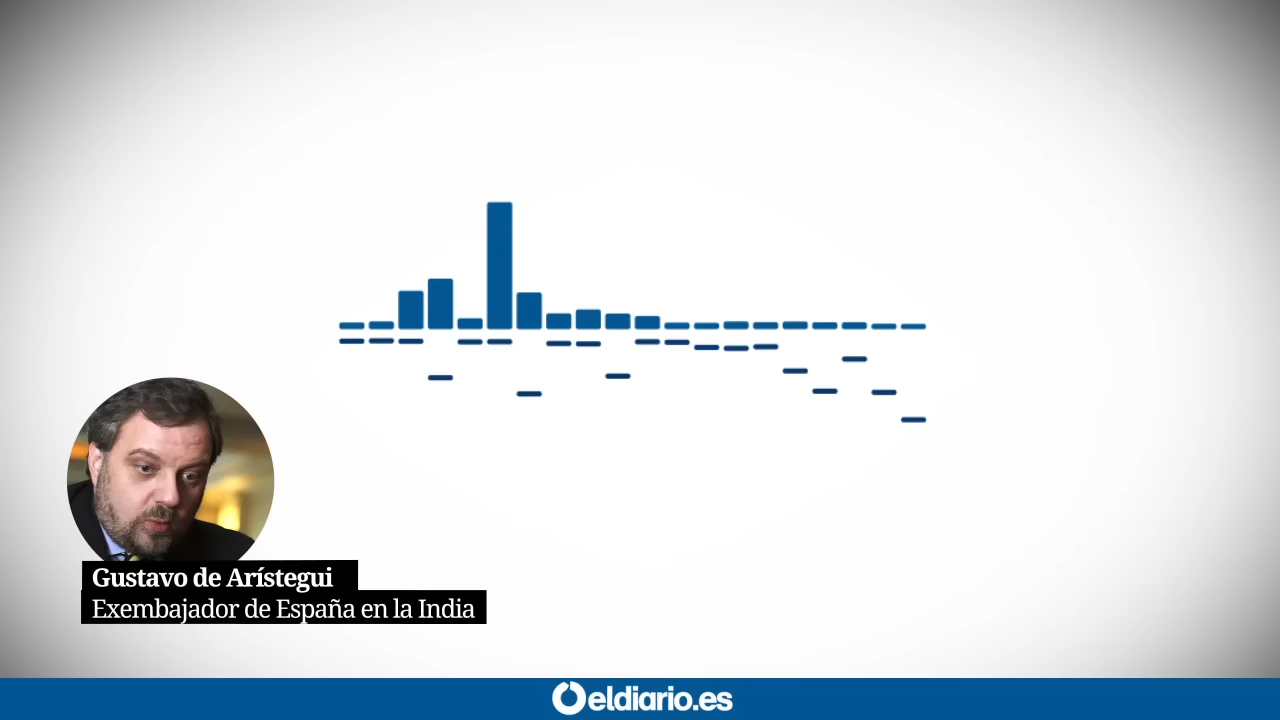 Gustavo de Arístegui
Exembajador de España en la India
eldiario.es